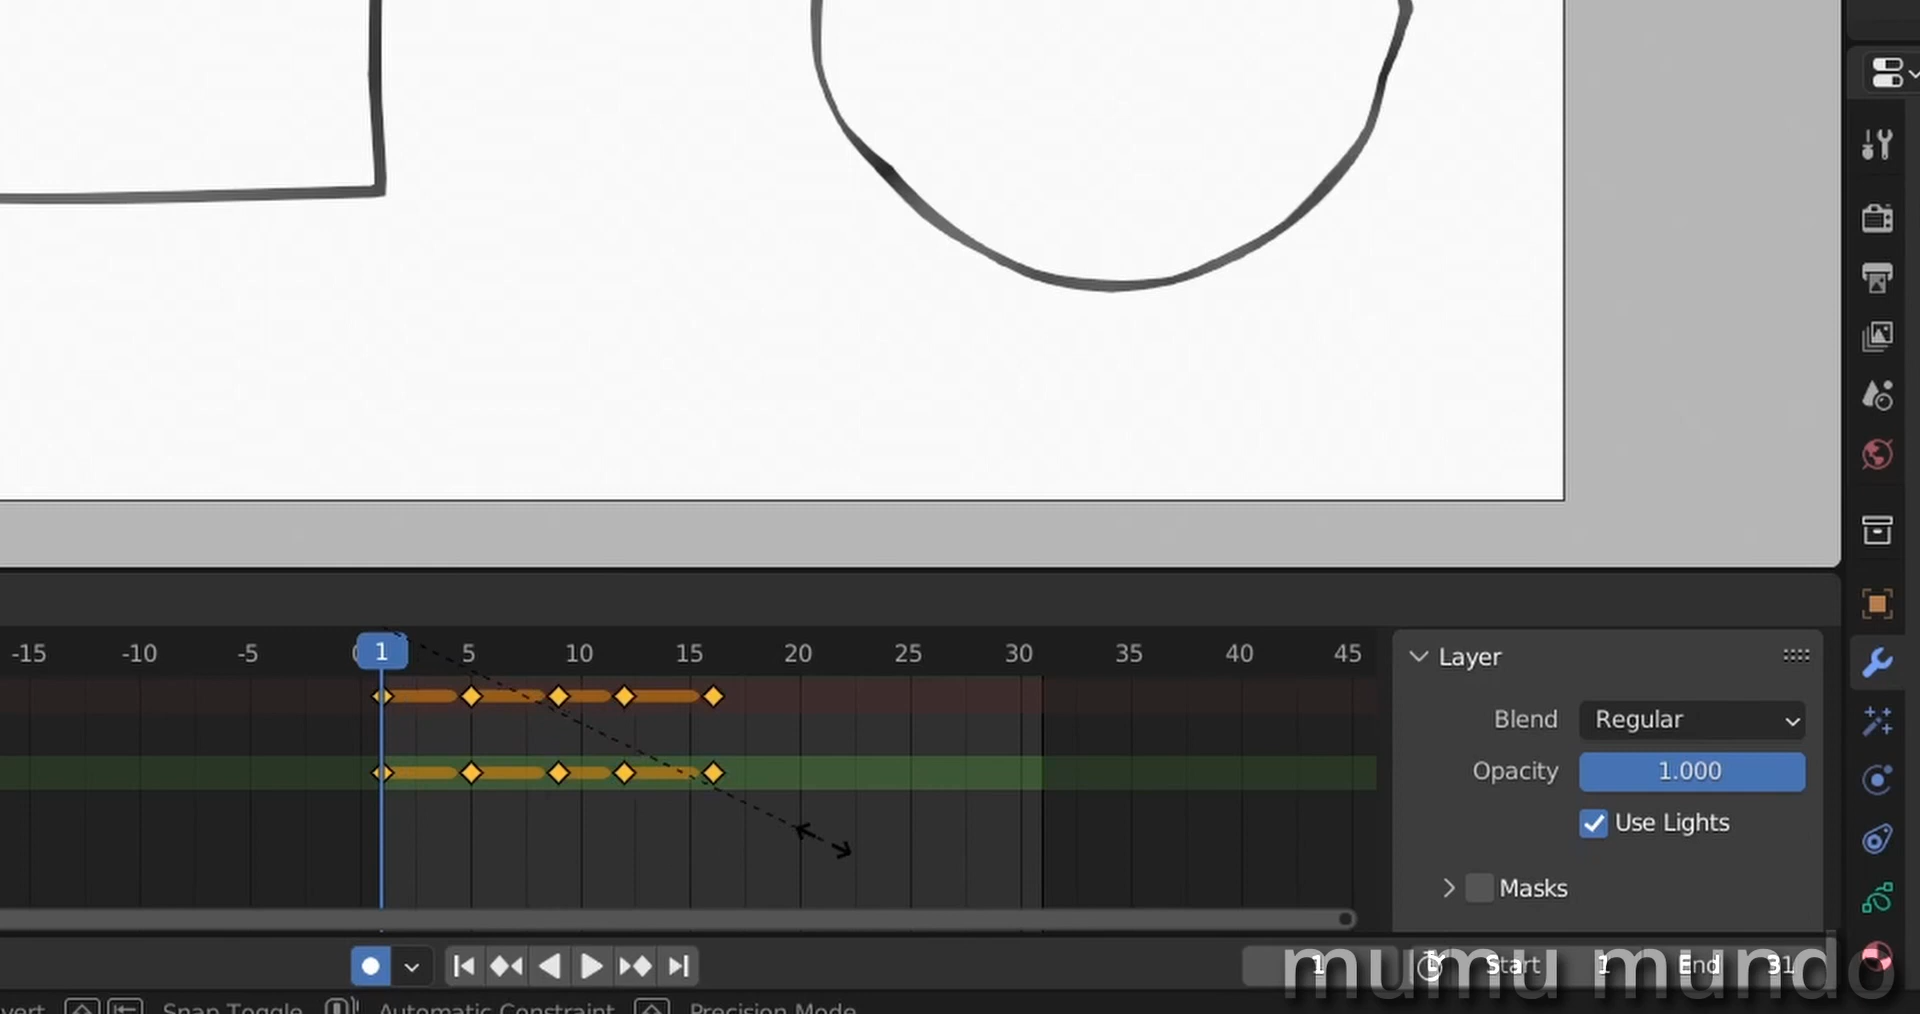 -15 -10 -5 1 5 10 15 20 25 30 35 40 45
Layer
Blend Regular
Opacity 1.000
Use Lights
Masks
1 Start 1 End 31
mumu mundo
Snap Toggle Automatic Constraint Precision Mode